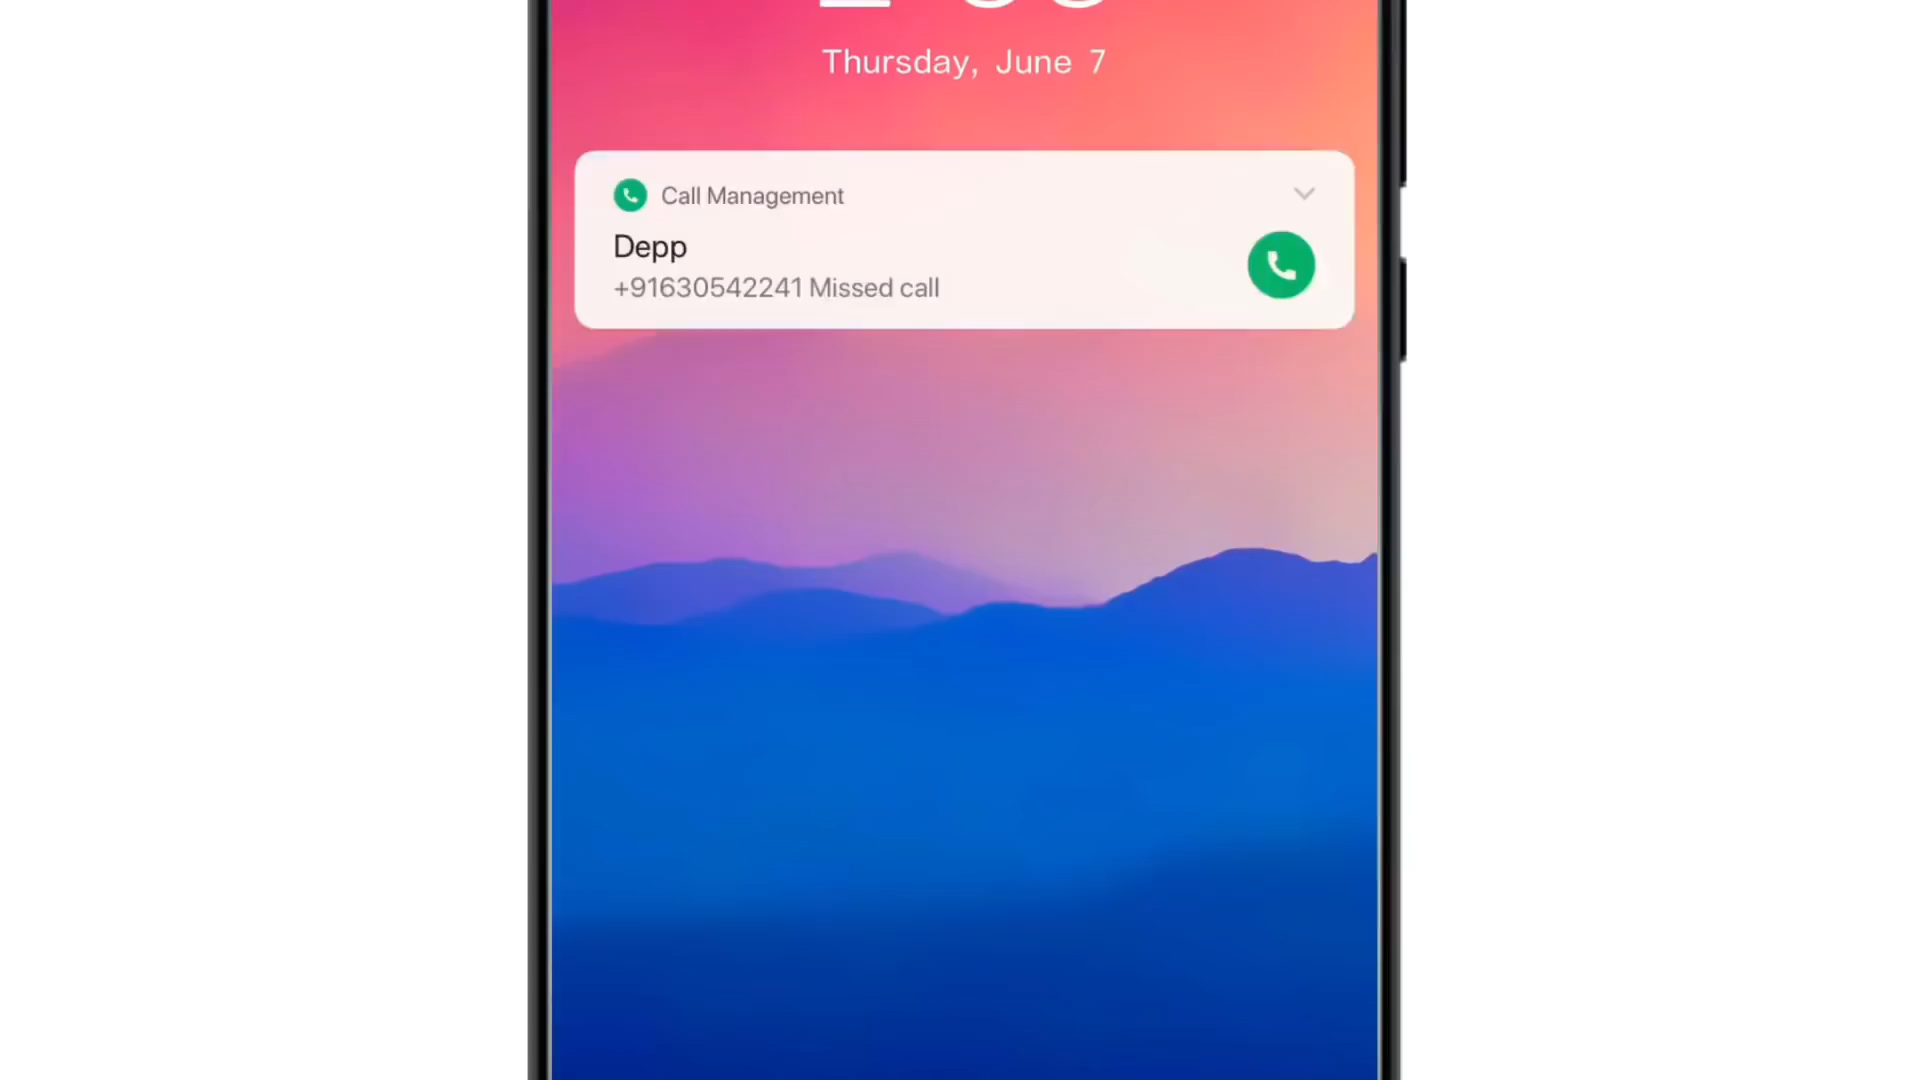 Thursday, June 7
Call Management
Depp
+91630542241 Missed call